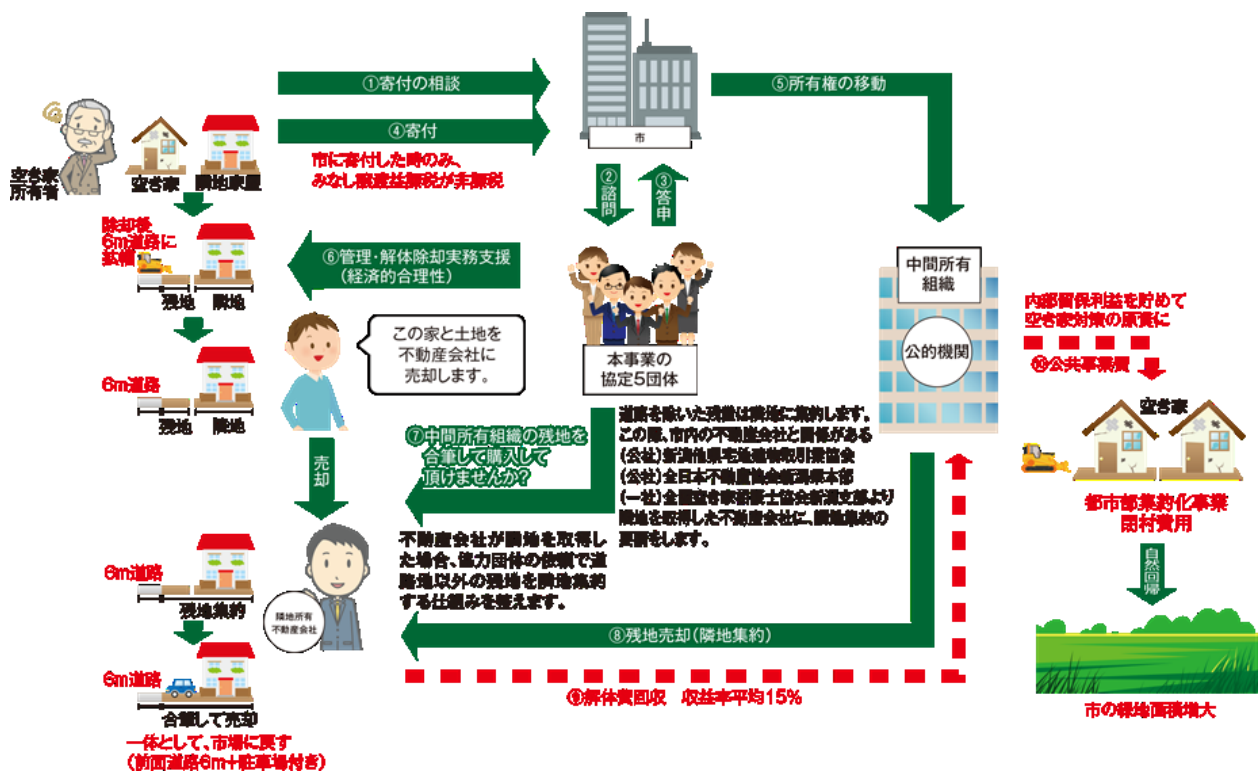 ①寄付の相談
④寄付
市に寄付した時のみ、
みなし譲渡益課税が非課税
市
⑤所有権の移動
②諮問
③答申
空き家
所有者
空き家
隣地家屋
除却後
6m道路に
拡幅
残地
隣地
⑥管理・解体除却実務支援
(経済的合理性)
この家と土地を
不動産会社に
売却します。
本事業の
協定5団体
中間所有
組織
公的機関
内部留保利益を貯めて
空き家対策の原資に
⑩公共事業費
空き家
都市部集約化事業
閉村費用
自然回帰
市の緑地面積増大
6m道路
残地
隣地
売却
⑦中間所有組織の残地を
合筆して購入して
頂けませんか?
道路を除いた残地は隣地に集約します。
この際、市内の不動産会社と関係がある
(公社)新潟県宅地建物取引業協会
(公社)全日本不動産協会新潟県本部
(一社)全国空き家相談士協会新潟支部より
隣地を取得した不動産会社に、隣地集約の
要請をします。
不動産会社が隣地を取得し
た場合、協力団体の依頼で道
路地以外の残地を隣地集約
する仕組みを整えます。
6m道路
残地集約
隣地所有
不動産会社
⑧残地売却(隣地集約)
⑨解体費回収 収益率平均15%
6m道路
合筆して売却
一体として、市場に戻す
(前面道路6m+駐車場付き)